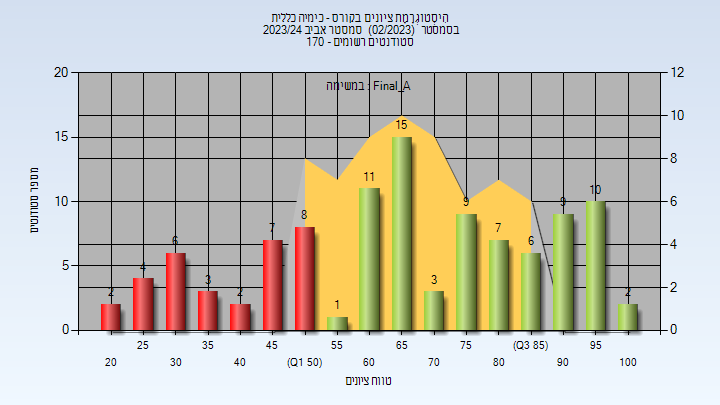 הִיסְטוֹגְרַמַּת ציונים בקורס - כימיה כללית
בסמסטר (02/2023) סמסטר אביב 2023/24
סטודנטים רשומים - 170
במשימה : Final_A
20 15 10 5 0
מספר סטודנטים
12 10 8 6 4 2 0
2 4 6 3 2 7 8 1 11 15 3 9 7 6 9 10 2
25 35 45 55 65 75 (Q3 85) 95
20 30 40 (Q1 50) 60 70 80 90 100
טווח ציונים